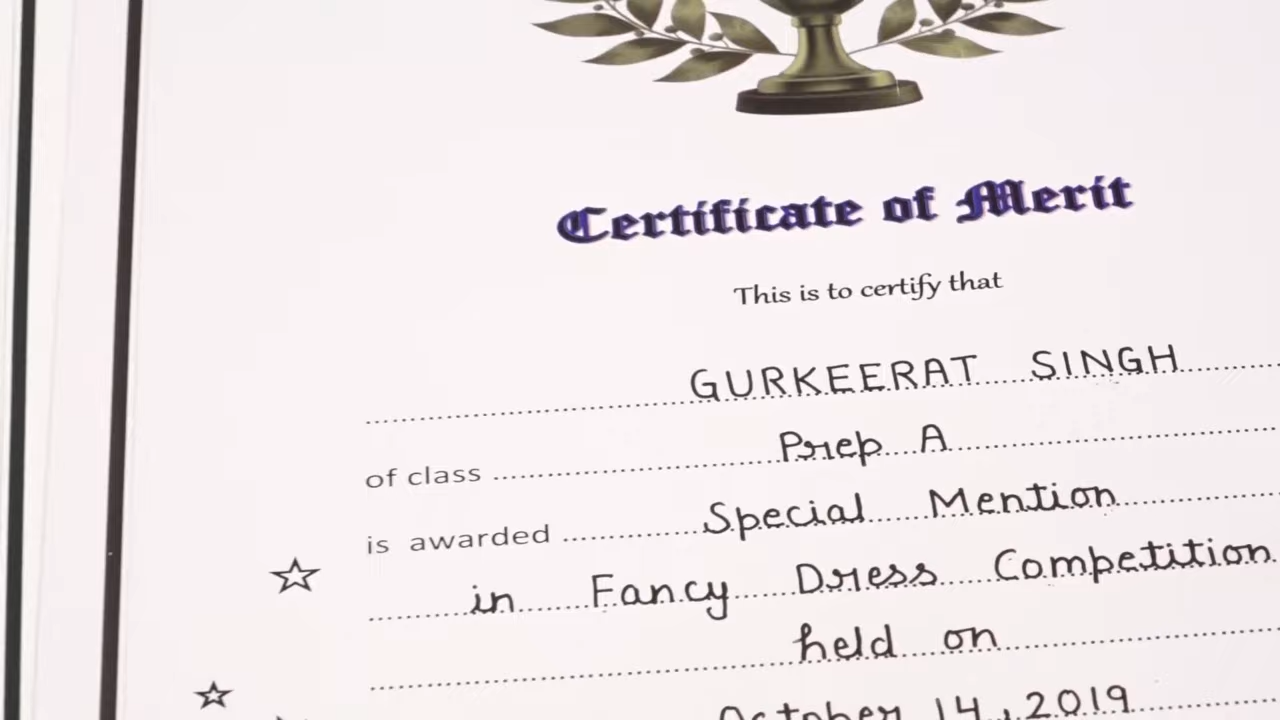 Certificate of Merit
This is to certify that
GURKEERAT SINGH
of class Prep A
is awarded Special Mention
in Fancy Dress Competition
held on
October 14, 2019